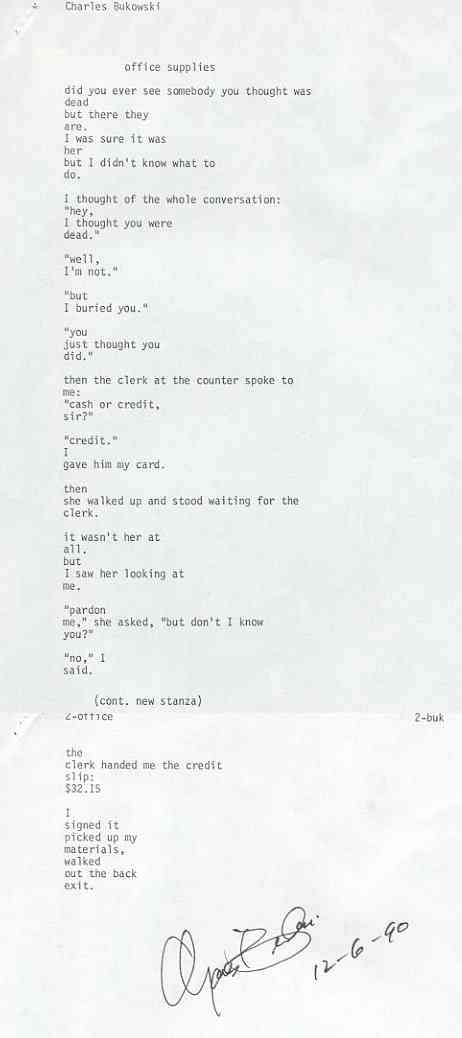 Charles Bukowski
office supplies
did you ever see somebody you thought was
dead
but there they
are.
I was sure it was
her
but I didn't know what to
do.
I thought of the whole conversation:
"hey,
I thought you were
dead."
"well,
I'm not."
"but
I buried you."
"you
just thought you
did."
then the clerk at the counter spoke to
me:
"cash or credit,
sir?"
"credit."
I
gave him my card.
then
she walked up and stood waiting for the
clerk.
it wasn't her at
all.
but
I saw her looking at
me.
"pardon
me," she asked, "but don't I know
you?"
"no," I
said.
(cont. new stanza)
2-office 2-buk
the
clerk handed me the credit
slip:
$32.15
I
signed it
picked up my
materials,
walked
out the back
exit.
12-6-90